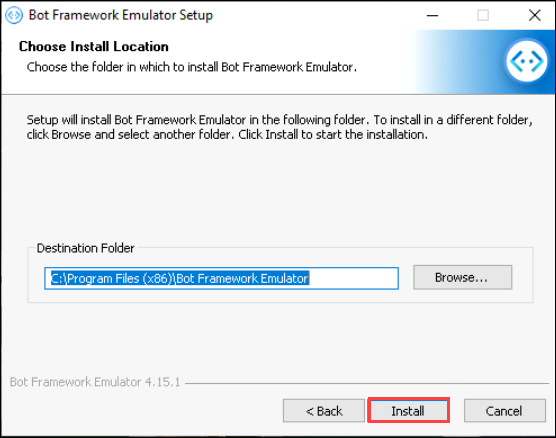 Bot Framework Emulator Setup
Choose Install Location
Choose the folder in which to install Bot Framework Emulator.
Setup will install Bot Framework Emulator in the following folder. To install in a different folder,
click Browse and select another folder. Click Install to start the installation.
Destination Folder
C:\Program Files (x86)\Bot Framework Emulator
Browse...
Bot Framework Emulator 4.15.1
< Back
Install
Cancel